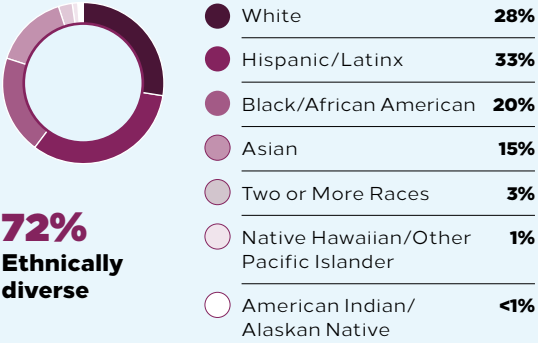 White 28%
Hispanic/Latinx 33%
Black/African American 20%
Asian 15%
Two or More Races 3%
Native Hawaiian/Other 1%
Pacific Islander
American Indian/ <1%
Alaskan Native
72%
Ethnically
diverse